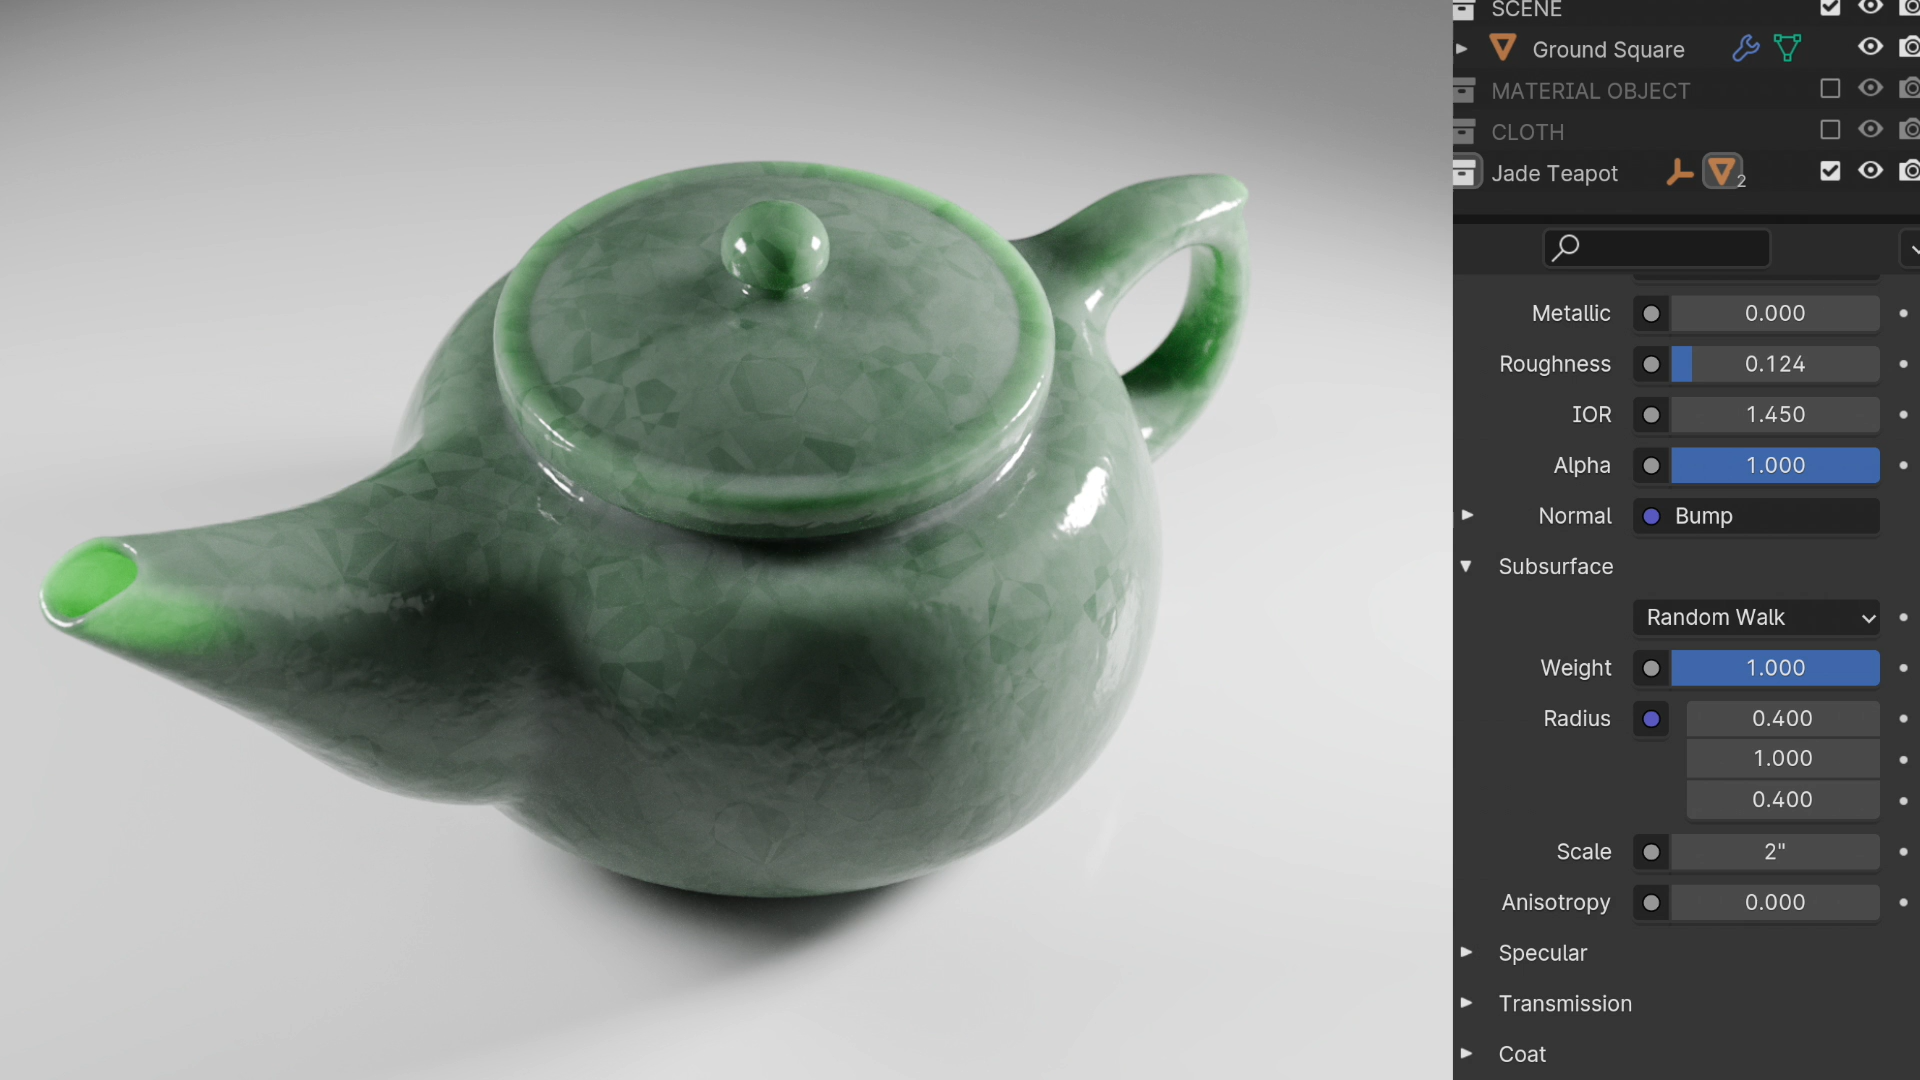 SCENE
Ground Square
MATERIAL OBJECT
CLOTH
Jade Teapot 2
Metallic 0.000
Roughness 0.124
IOR 1.450
Alpha 1.000
Normal Bump
Subsurface
Random Walk
Weight 1.000
Radius 0.400
1.000
0.400
Scale 2"
Anisotropy 0.000
Specular
Transmission
Coat